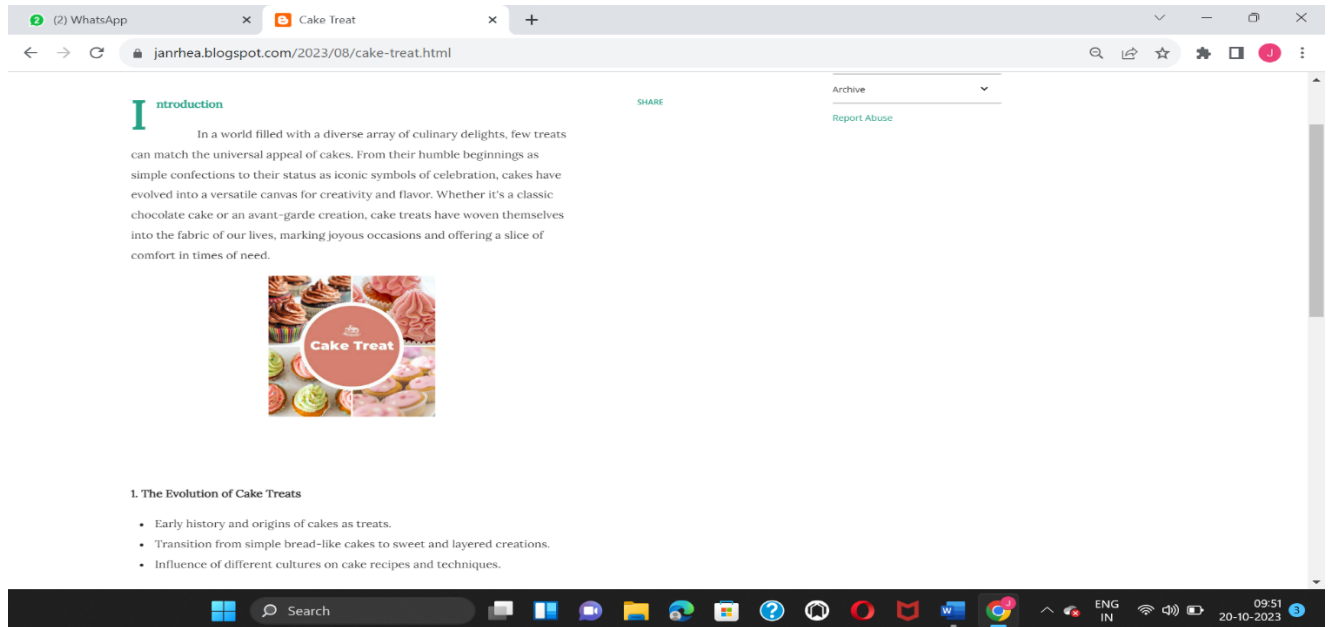 2 (2) WhatsApp
Cake Treat
janrhea.blogspot.com/2023/08/cake-treat.html
J
Introduction
SHARE
Archive
Report Abuse
In a world filled with a diverse array of culinary delights, few treats
can match the universal appeal of cakes. From their humble beginnings as
simple confections to their status as iconic symbols of celebration, cakes have
evolved into a versatile canvas for creativity and flavor. Whether it's a classic
chocolate cake or an avant-garde creation, cake treats have woven themselves
into the fabric of our lives, marking joyous occasions and offering a slice of
comfort in times of need.
Cake Treat
1. The Evolution of Cake Treats
• Early history and origins of cakes as treats.
• Transition from simple bread-like cakes to sweet and layered creations.
• Influence of different cultures on cake recipes and techniques.
Search
J
ENG
IN
09:51
20-10-2023
3